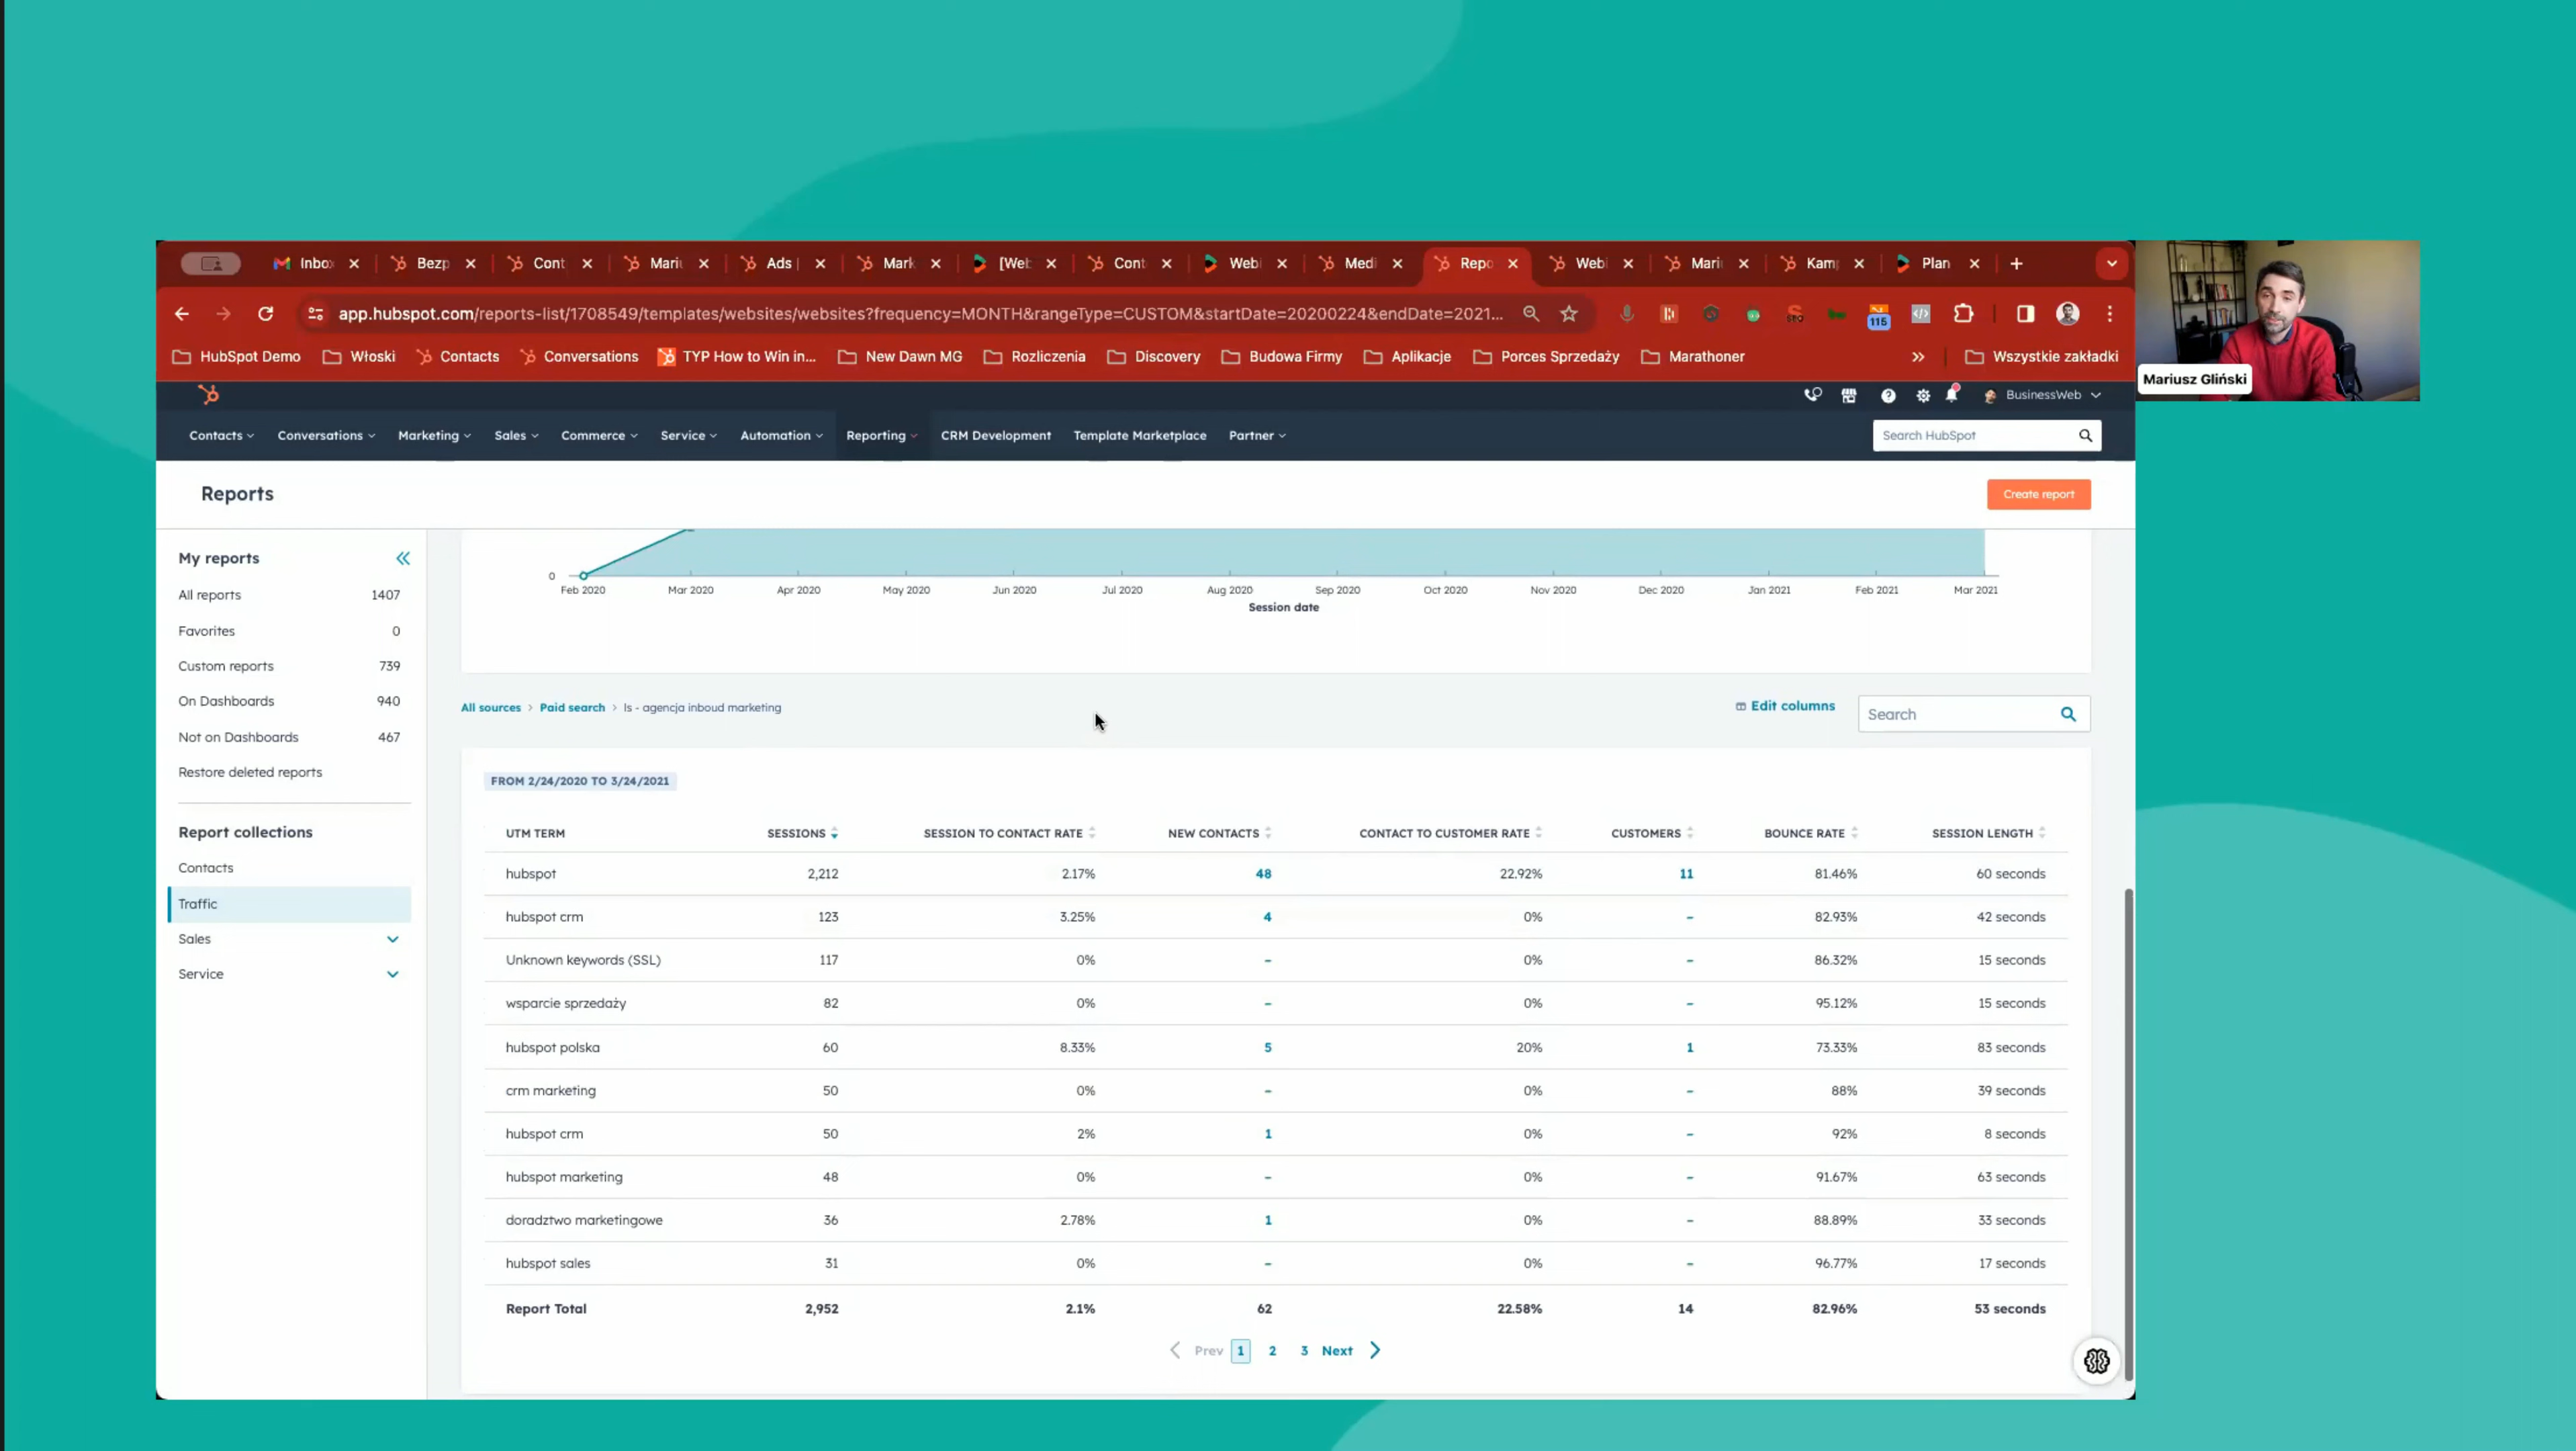 Inbo
Bezp
Cont
Mari
Ads |
Mark
[Web
Cont
Webi
Medi
Repo
Webi
Mari
Kam
Plan
app.hubspot.com/reports-list/1708549/templates/websites/websites?frequency=MONTH&rangeType=CUSTOM&startDate=20200224&endDate=2021...
115
HubSpot Demo Włoski Contacts Conversations TYP How to Win in... New Dawn MG Rozliczenia Discovery Budowa Firmy Aplikacje Porces Sprzedaży Marathoner » Wszystkie zakładki
Mariusz Gliński
BusinessWeb
Contacts Conversations Marketing Sales Commerce Service Automation Reporting CRM Development Template Marketplace Partner
Search HubSpot
Reports
Create report
My reports
All reports 1407
Favorites 0
Custom reports 739
On Dashboards 940
Not on Dashboards 467
Restore deleted reports
Report collections
Contacts
Traffic
Sales
Service
0
Feb 2020 Mar 2020 Apr 2020 May 2020 Jun 2020 Jul 2020 Aug 2020 Sep 2020 Oct 2020 Nov 2020 Dec 2020 Jan 2021 Feb 2021 Mar 2021
Session date
All sources > Paid search > ls - agencja inboud marketing
Edit columns
Search
FROM 2/24/2020 TO 3/24/2021
UTM TERM SESSIONS SESSION TO CONTACT RATE NEW CONTACTS CONTACT TO CUSTOMER RATE CUSTOMERS BOUNCE RATE SESSION LENGTH
hubspot 2,212 2.17% 48 22.92% 11 81.46% 60 seconds
hubspot crm 123 3.25% 4 0% – 82.93% 42 seconds
Unknown keywords (SSL) 117 0% – 0% – 86.32% 15 seconds
wsparcie sprzedaży 82 0% – 0% – 95.12% 15 seconds
hubspot polska 60 8.33% 5 20% 1 73.33% 83 seconds
crm marketing 50 0% – 0% – 88% 39 seconds
hubspot crm 50 2% 1 0% – 92% 8 seconds
hubspot marketing 48 0% – 0% – 91.67% 63 seconds
doradztwo marketingowe 36 2.78% 1 0% – 88.89% 33 seconds
hubspot sales 31 0% – 0% – 96.77% 17 seconds
Report Total 2,952 2.1% 62 22.58% 14 82.96% 53 seconds
Prev 1 2 3 Next